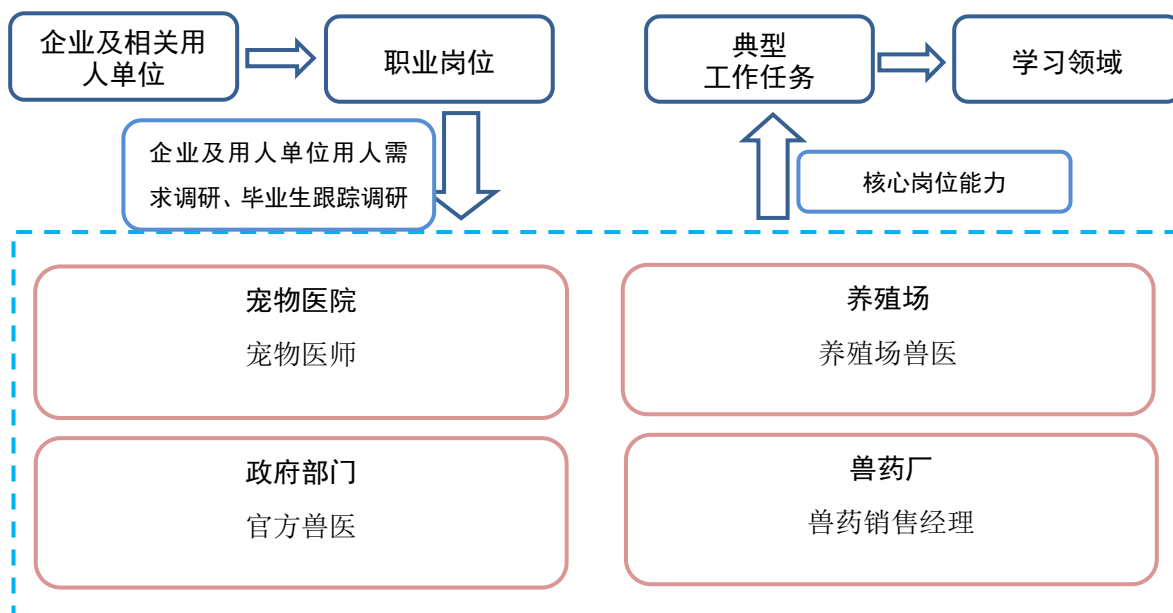 企业及相关用
人单位
职业岗位
典型
工作任务
学习领域
企业及用人单位用人需
求调研、毕业生跟踪调研
核心岗位能力
宠物医院
宠物医师
养殖场
养殖场兽医
政府部门
官方兽医
兽药厂
兽药销售经理